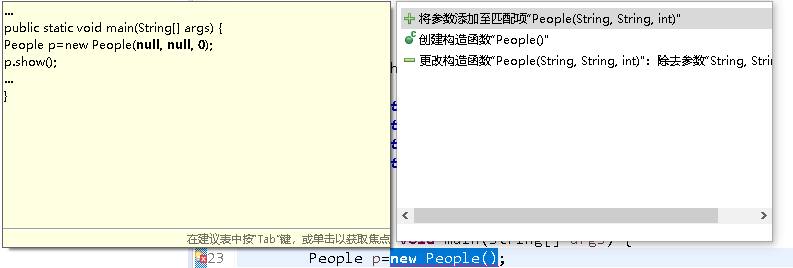 ...
public static void main(String[] args) {
People p=new People(null, null, 0);
p.show();
...
}
在建议表中按"Tab"键，或单击以获取焦点
将参数添加至匹配项"People(String, String, int)"
创建构造函数"People()"
更改构造函数"People(String, String, int)"：除去参数"String, Strin
void main(String[] args) {
23 People p=new People();